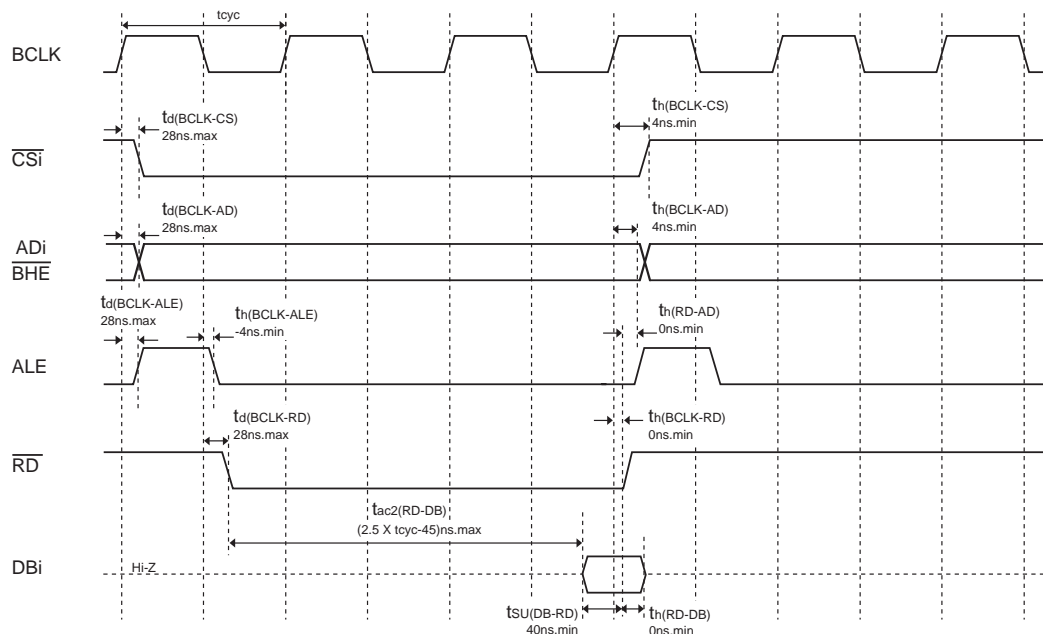 tcyc
BCLK
td(BCLK-CS)
28ns.max
th(BCLK-CS)
4ns.min
CSi
td(BCLK-AD)
28ns.max
th(BCLK-AD)
4ns.min
ADi
BHE
td(BCLK-ALE)
28ns.max
th(BCLK-ALE)
-4ns.min
th(RD-AD)
0ns.min
ALE
td(BCLK-RD)
28ns.max
th(BCLK-RD)
0ns.min
RD
tac2(RD-DB)
(2.5 X tcyc-45)ns.max
DBi
Hi-Z
tSU(DB-RD)
40ns.min
th(RD-DB)
0ns.min